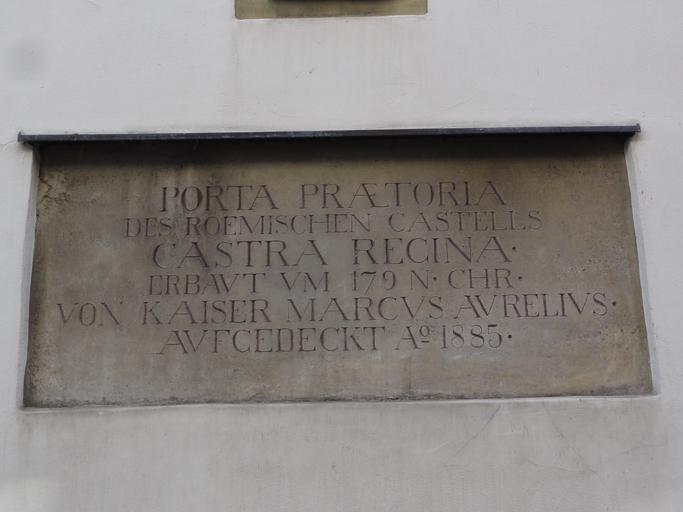 PORTA PRÆTORIA
DES ROEMISCHEN CASTELLS
CASTRA REGINA·
ERBAVT VM 179 N· CHR·
VON KAISER MARCVS AVRELIVS·
AVFGEDECKT Aº 1885·